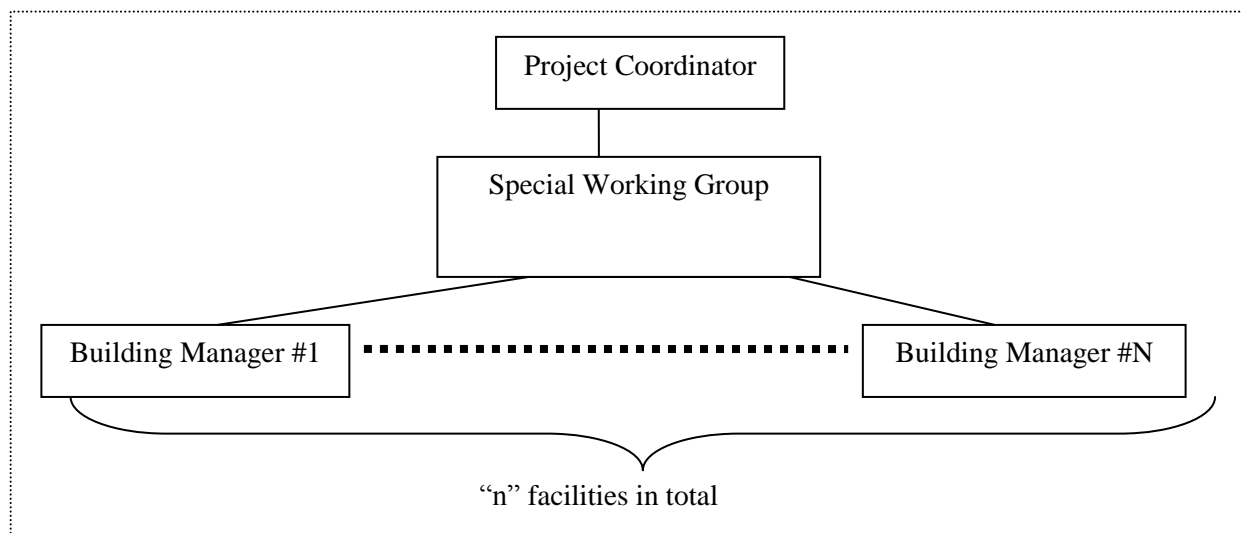 Project Coordinator
Special Working Group
Building Manager #1
Building Manager #N
“n” facilities in total